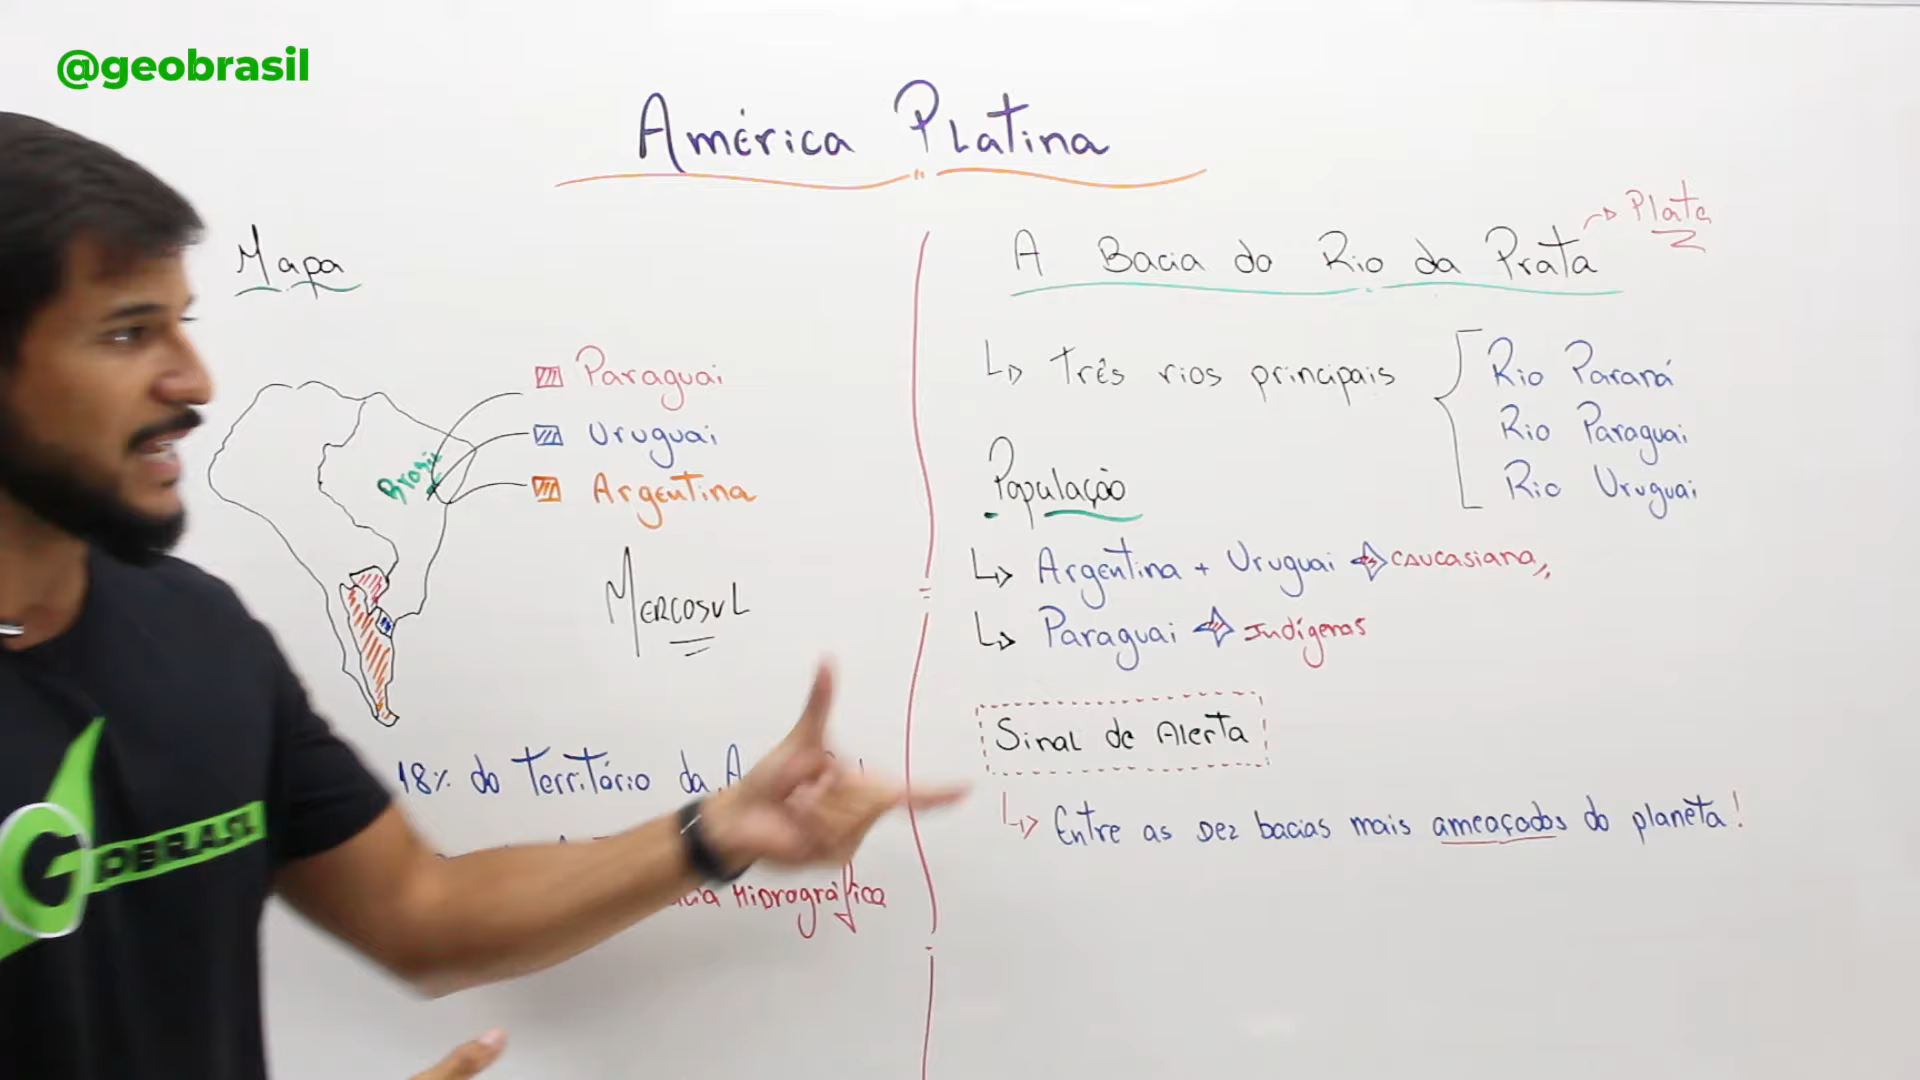 @geobrasil
América Platina
Mapa
Paraguai
Uruguai
Argentina
Brasil
Mercosul
18% do Território da
Hidrográfica
A Bacia do Rio da Prata
Plata
Três rios principais
Rio Paraná
Rio Paraguai
Rio Uruguai
População
Argentina + Uruguai Caucasiana
Paraguai Indígenas
Sinal de Alerta
Entre as Dez bacias mais ameaçados do planeta!
GEOBRASIL